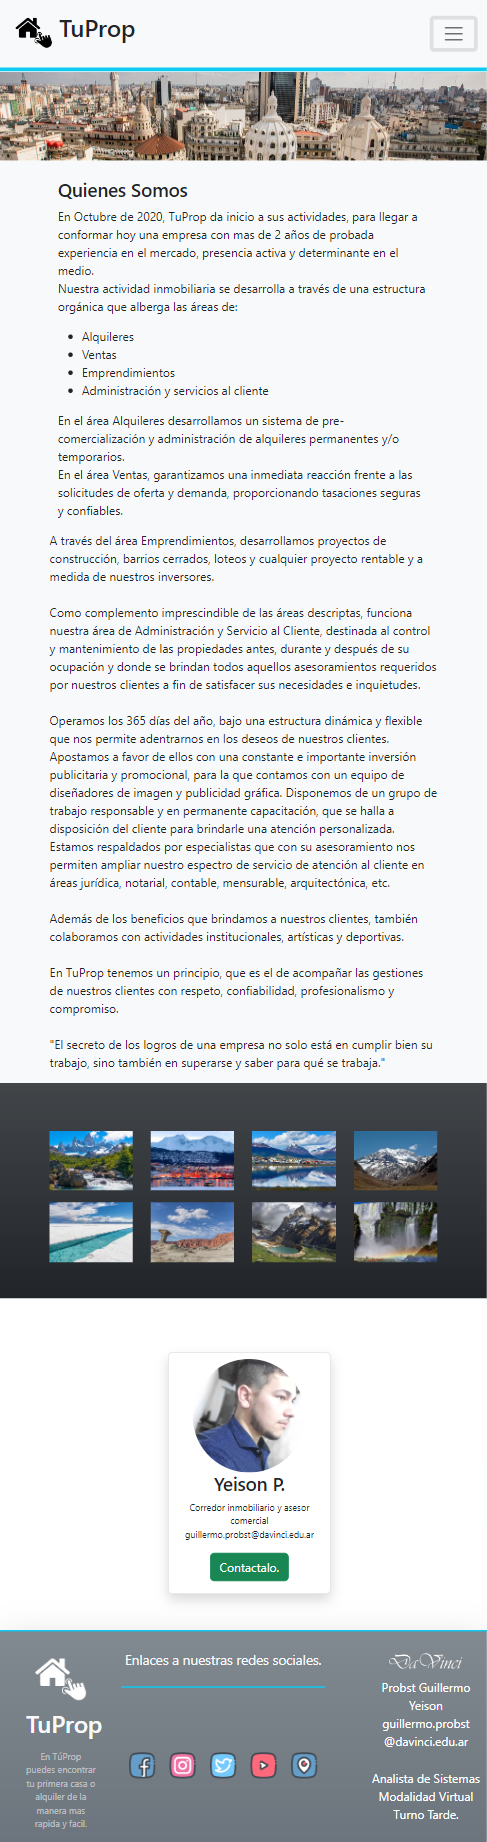 TuProp
Quienes Somos
En Octubre de 2020, TuProp da inicio a sus actividades, para llegar a
conformar hoy una empresa con mas de 2 años de probada
experiencia en el mercado, presencia activa y determinante en el
medio.
Nuestra actividad inmobiliaria se desarrolla a través de una estructura
orgánica que alberga las áreas de:
• Alquileres
• Ventas
• Emprendimientos
• Administración y servicios al cliente
En el área Alquileres desarrollamos un sistema de pre-
comercialización y administración de alquileres permanentes y/o
temporarios.
En el área Ventas, garantizamos una inmediata reacción frente a las
solicitudes de oferta y demanda, proporcionando tasaciones seguras
y confiables.
A través del área Emprendimientos, desarrollamos proyectos de
construcción, barrios cerrados, loteos y cualquier proyecto rentable y a
medida de nuestros inversores.
Como complemento imprescindible de las áreas descriptas, funciona
nuestra área de Administración y Servicio al Cliente, destinada al control
y mantenimiento de las propiedades antes, durante y después de su
ocupación y donde se brindan todos aquellos asesoramientos requeridos
por nuestros clientes a fin de satisfacer sus necesidades e inquietudes.
Operamos los 365 días del año, bajo una estructura dinámica y flexible
que nos permite adentrarnos en los deseos de nuestros clientes.
Apostamos a favor de ellos con una constante e importante inversión
publicitaria y promocional, para la que contamos con un equipo de
diseñadores de imagen y publicidad gráfica. Disponemos de un grupo de
trabajo responsable y en permanente capacitación, que se halla a
disposición del cliente para brindarle una atención personalizada.
Estamos respaldados por especialistas que con su asesoramiento nos
permiten ampliar nuestro espectro de servicio de atención al cliente en
áreas jurídica, notarial, contable, mensurable, arquitectónica, etc.
Además de los beneficios que brindamos a nuestros clientes, también
colaboramos con actividades institucionales, artísticas y deportivas.
En TuProp tenemos un principio, que es el de acompañar las gestiones
de nuestros clientes con respeto, confiabilidad, profesionalismo y
compromiso.
"El secreto de los logros de una empresa no solo está en cumplir bien su
trabajo, sino también en superarse y saber para qué se trabaja."
Yeison P.
Corredor inmobiliario y asesor
comercial
guillermo.probst@davinci.edu.ar
Contactalo.
TuProp
En TúProp
puedes encontrar
tu primera casa o
alquiler de la
manera mas
rapida y facil.
Enlaces a nuestras redes sociales.
DaVinci
Probst Guillermo
Yeison
guillermo.probst
@davinci.edu.ar
Analista de Sistemas
Modalidad Virtual
Turno Tarde.